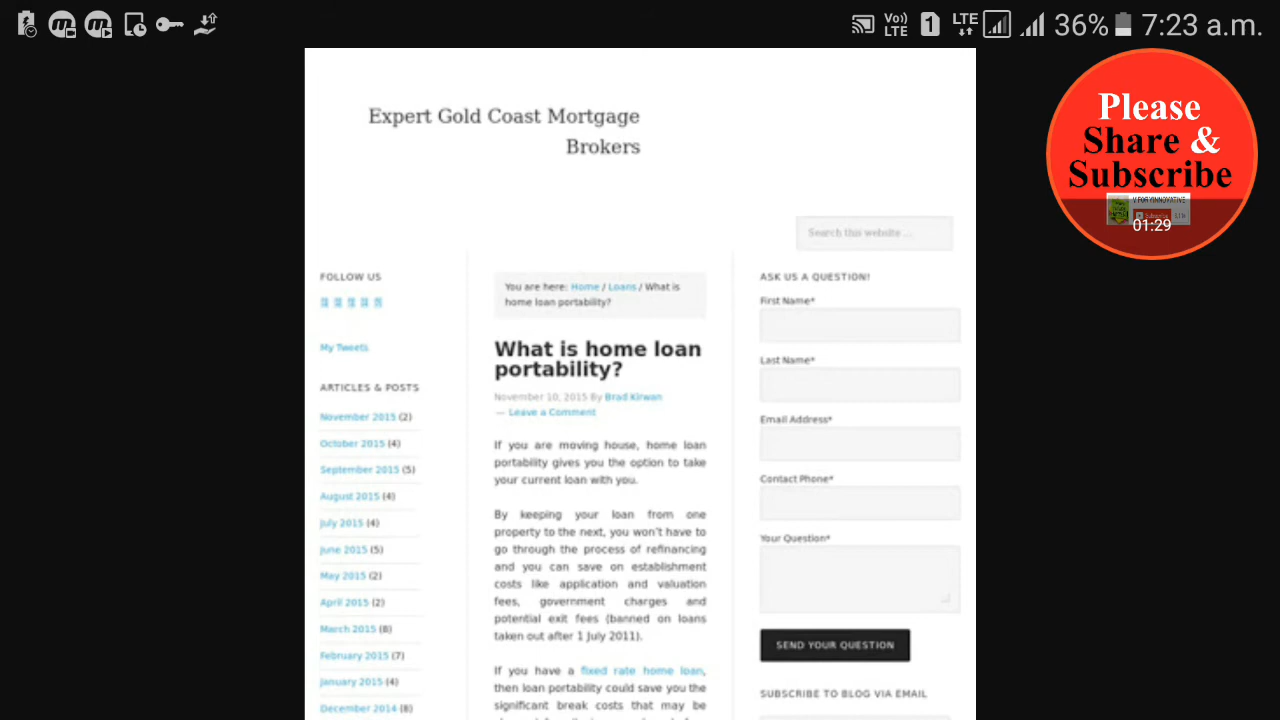 Vo) LTE 1 LTE 36% 7:23 a.m.
Please
Share &
Subscribe
01:29
Expert Gold Coast Mortgage
Brokers
Search this website ...
FOLLOW US
My Tweets
ARTICLES & POSTS
November 2015 (2)
October 2015 (4)
September 2015 (5)
August 2015 (4)
July 2015 (4)
June 2015 (5)
May 2015 (2)
April 2015 (2)
March 2015 (8)
February 2015 (7)
January 2015 (4)
December 2014 (8)
You are here: Home / Loans / What is
home loan portability?
What is home loan
portability?
November 10, 2015 By Brad Kirwan
— Leave a Comment
If you are moving house, home loan
portability gives you the option to take
your current loan with you.
By keeping your loan from one
property to the next, you won't have to
go through the process of refinancing
and you can save on establishment
costs like application and valuation
fees, government charges and
potential exit fees (banned on loans
taken out after 1 July 2011).
If you have a fixed rate home loan,
then loan portability could save you the
significant break costs that may be
ASK US A QUESTION!
First Name*
Last Name*
Email Address*
Contact Phone*
Your Question*
SEND YOUR QUESTION
SUBSCRIBE TO BLOG VIA EMAIL